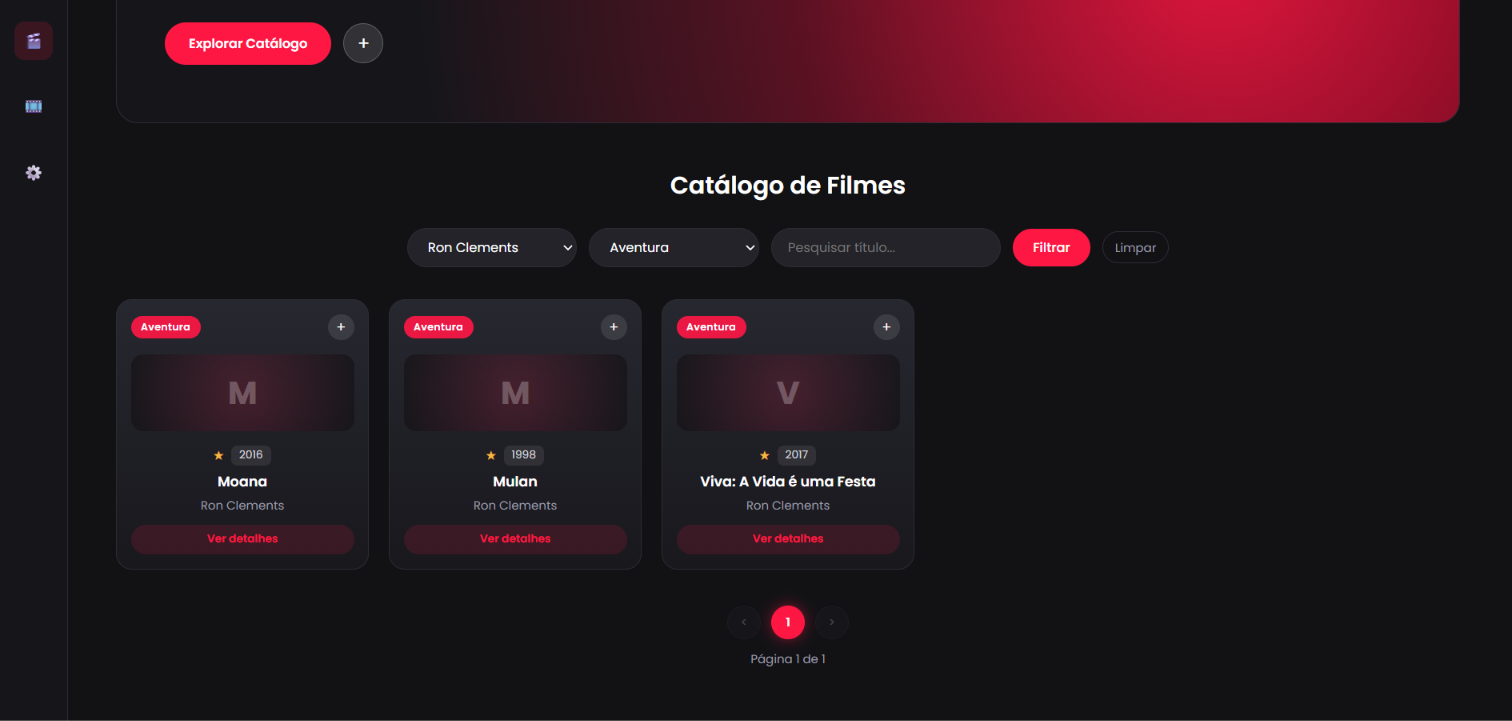 Explorar Catálogo +
Catálogo de Filmes
Ron Clements Aventura Pesquisar título... Filtrar Limpar
Aventura + Aventura + Aventura +
M M V
★ 2016 ★ 1998 ★ 2017
Moana Mulan Viva: A Vida é uma Festa
Ron Clements Ron Clements Ron Clements
Ver detalhes Ver detalhes Ver detalhes
< 1 >
Página 1 de 1